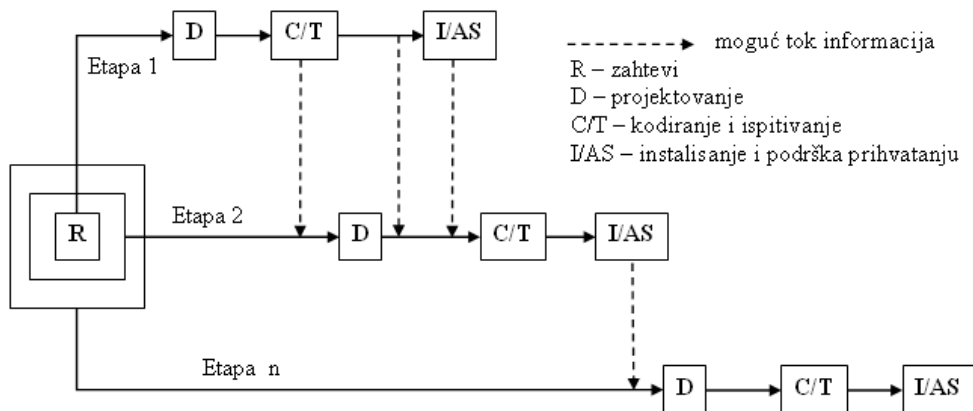 D
C/T
I/AS
Etapa 1
moguć tok informacija
R – zahtevi
D – projektovanje
C/T – kodiranje i ispitivanje
I/AS – instalisanje i podrška prihvatanju
R
Etapa 2
D
C/T
I/AS
Etapa n
D
C/T
I/AS